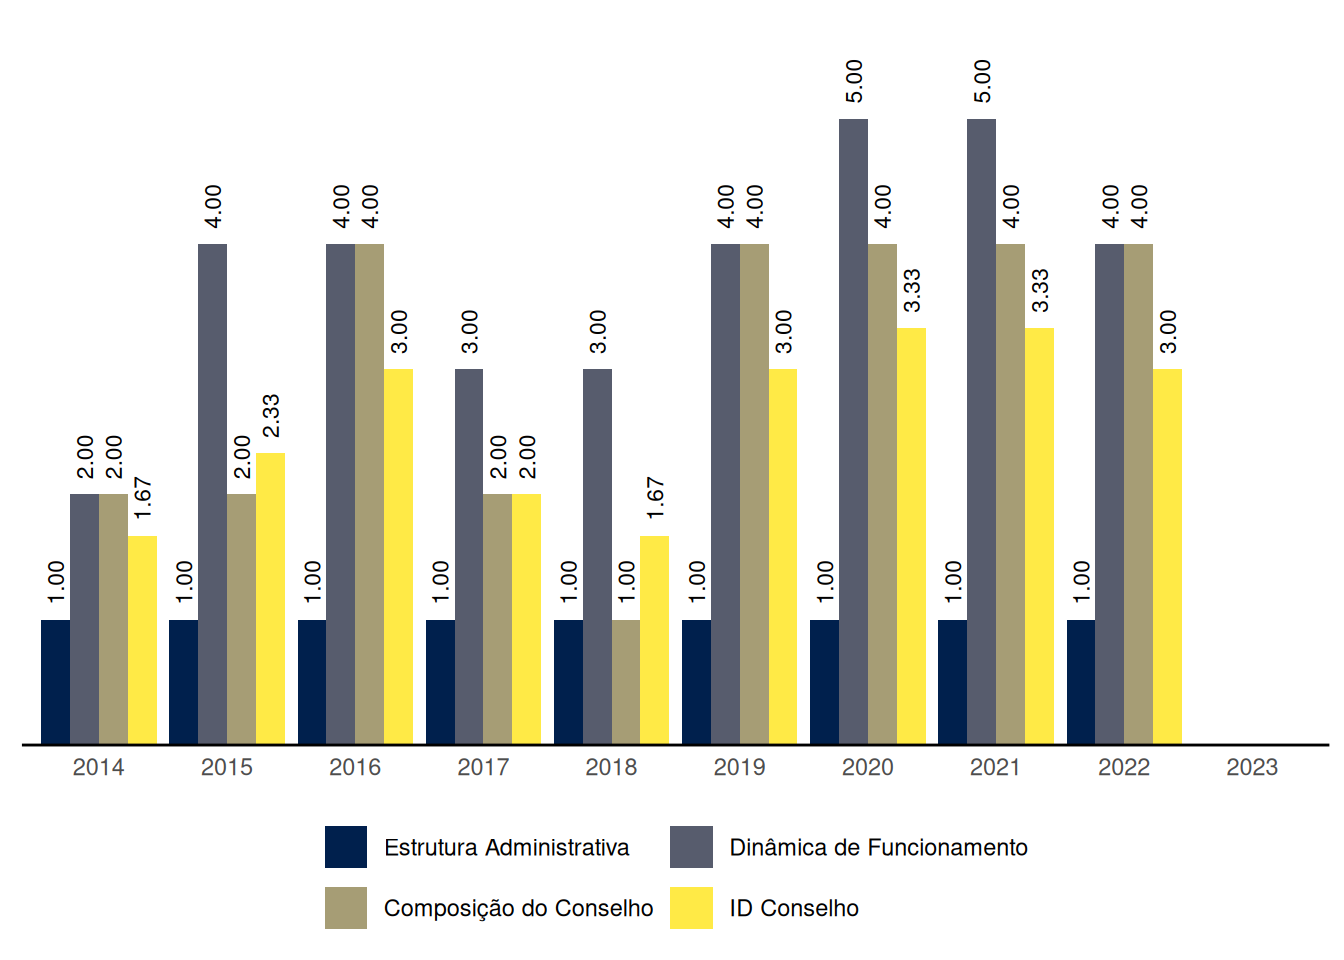 1.00 2.00 2.00 1.67
1.00 4.00 2.00 2.33
1.00 4.00 4.00 3.00
1.00 3.00 2.00 2.00
1.00 3.00 1.00 1.67
1.00 4.00 4.00 3.00
1.00 5.00 4.00 3.33
1.00 5.00 4.00 3.33
1.00 4.00 4.00 3.00
2014 2015 2016 2017 2018 2019 2020 2021 2022 2023
Estrutura Administrativa Dinâmica de Funcionamento
Composição do Conselho ID Conselho